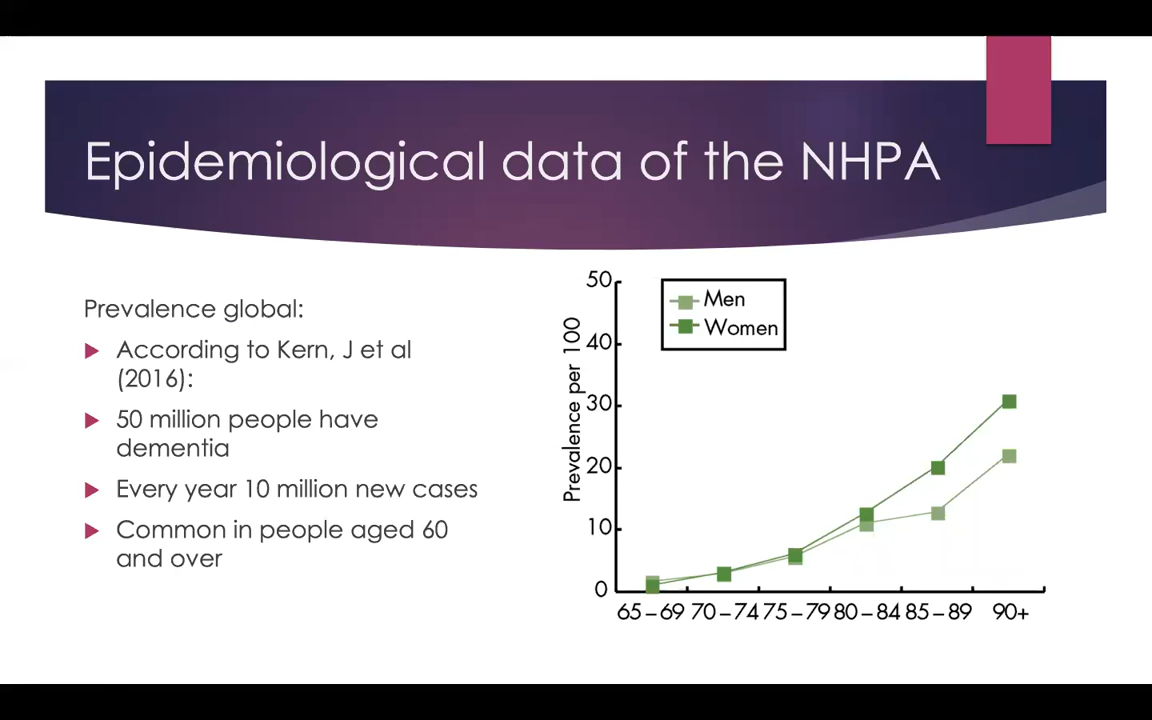 Epidemiological data of the NHPA
Prevalence global:
According to Kern, J et al
(2016):
50 million people have
dementia
Every year 10 million new cases
Common in people aged 60
and over
Prevalence per 100
50
40
30
20
10
0
Men
Women
65–69 70–74 75–79 80–84 85–89 90+